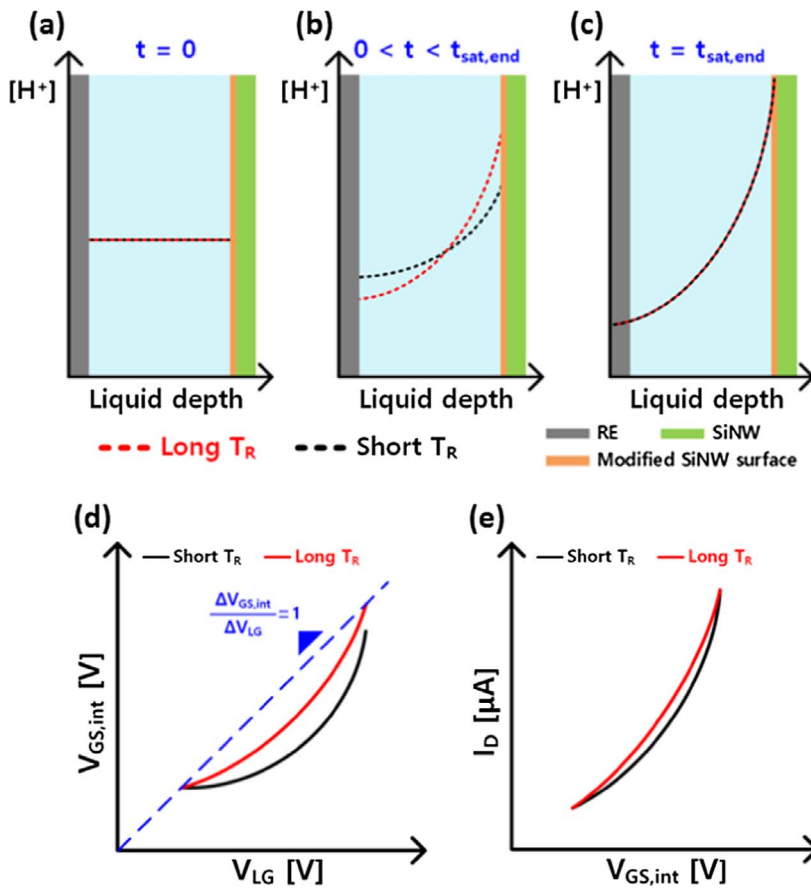 (a)
t = 0
[H⁺]
Liquid depth
(b)
0 < t < t_sat,end
[H⁺]
Liquid depth
(c)
t = t_sat,end
[H⁺]
Liquid depth
Long T_R
Short T_R
RE
SiNW
Modified SiNW surface
(d)
Short T_R
Long T_R
ΔV_GS,int
ΔV_LG
=1
V_GS,int [V]
V_LG [V]
(e)
Short T_R
Long T_R
I_D [µA]
V_GS,int [V]